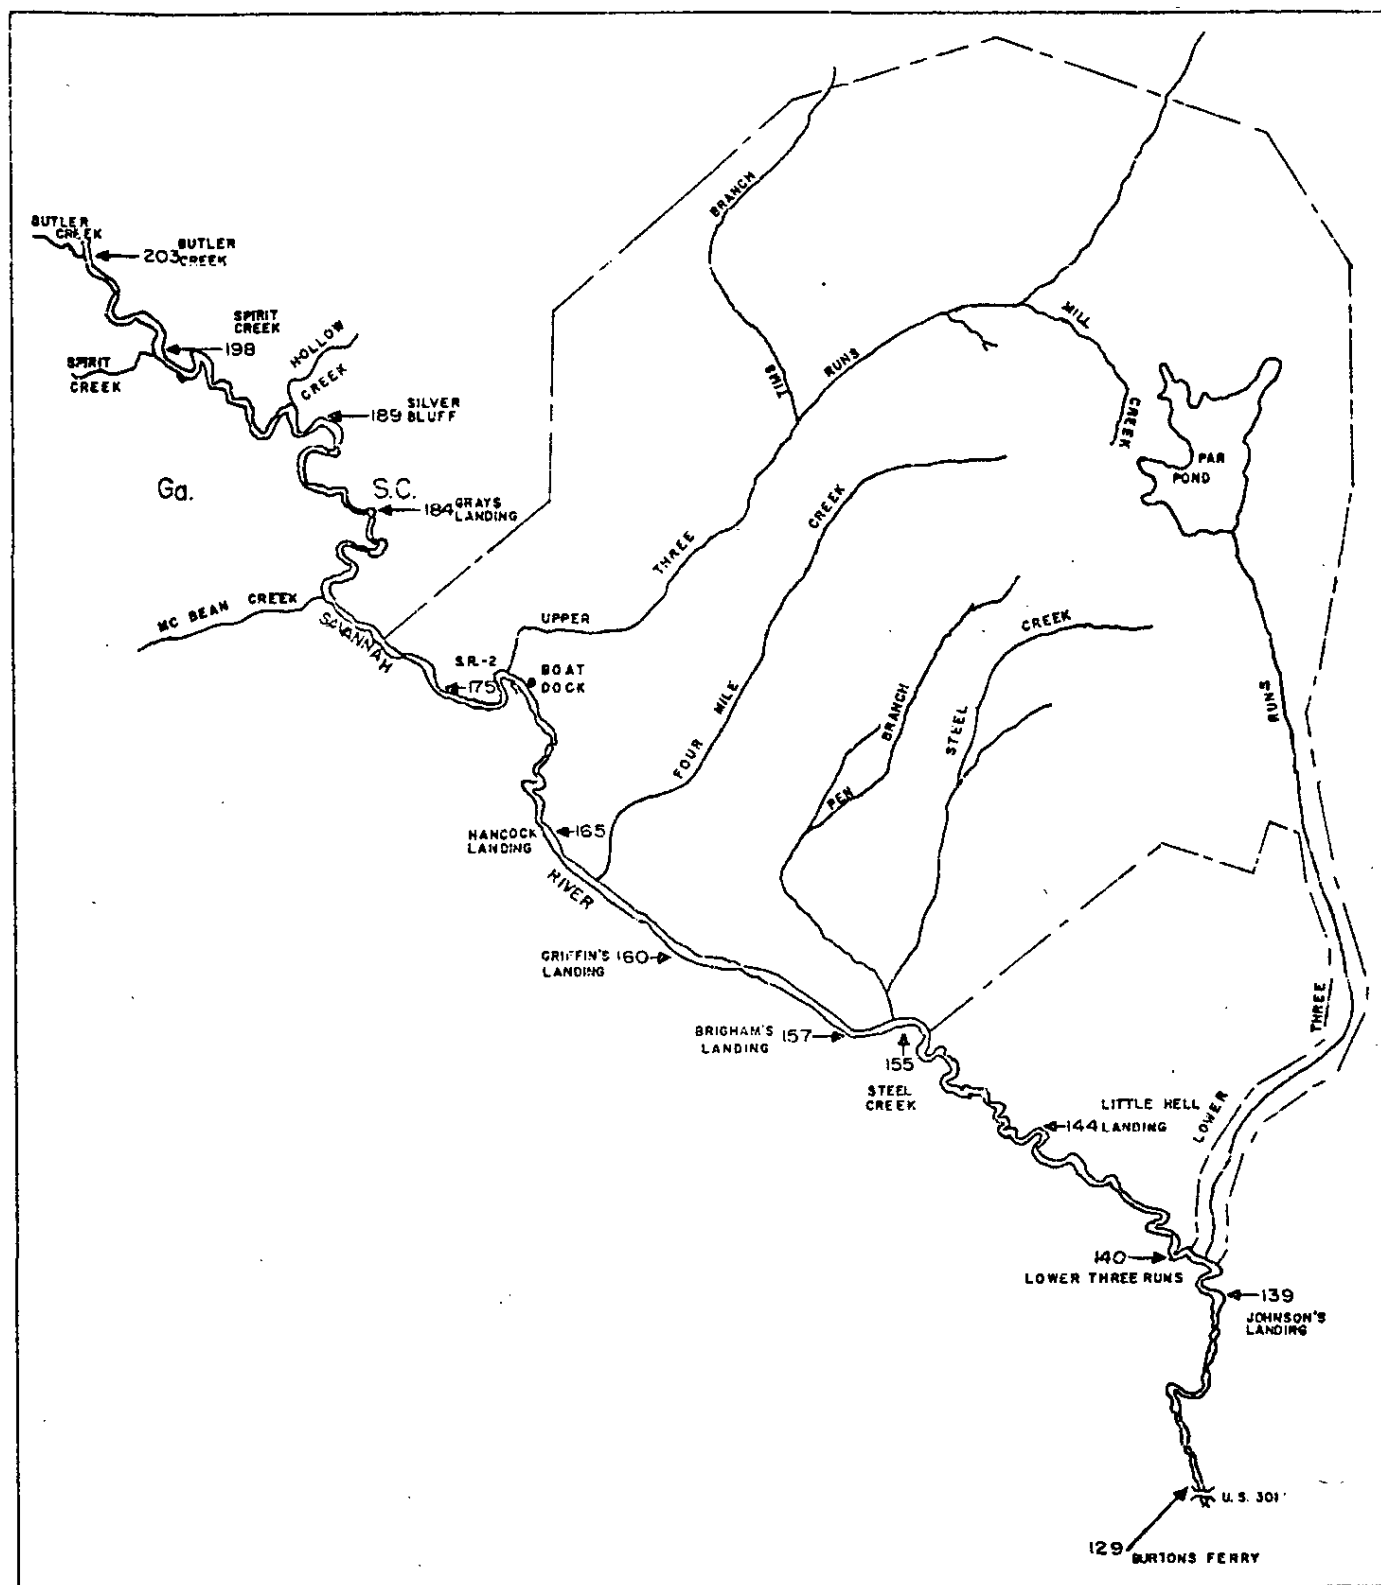 BRANCH
BUTLER
CREEK
203 BUTLER
CREEK
SPIRIT
CREEK
198
HOLLOW
CREEK
SPIRIT
CREEK
TIMS
RUNS
TIM
CREEK
189 SILVER
BLUFF
PAR
POND
Ga.
S.C.
184 GRAYS
LANDING
CREEK
THREE
UPPER
MC BEAN CREEK
SAVANNAH
S.R.-2
175
BOAT
DOCK
CREEK
BRANCH
STEEL
MILE
FOUR
PEN
RUNS
HANCOCK
LANDING
165
RIVER
GRIFFIN'S 160
LANDING
THREE
BRIGHAM'S
LANDING
157
155
STEEL
CREEK
LITTLE HELL
144 LANDING
LOWER
140
LOWER THREE RUNS
139
JOHNSON'S
LANDING
U.S. 301
129 BURTONS FERRY